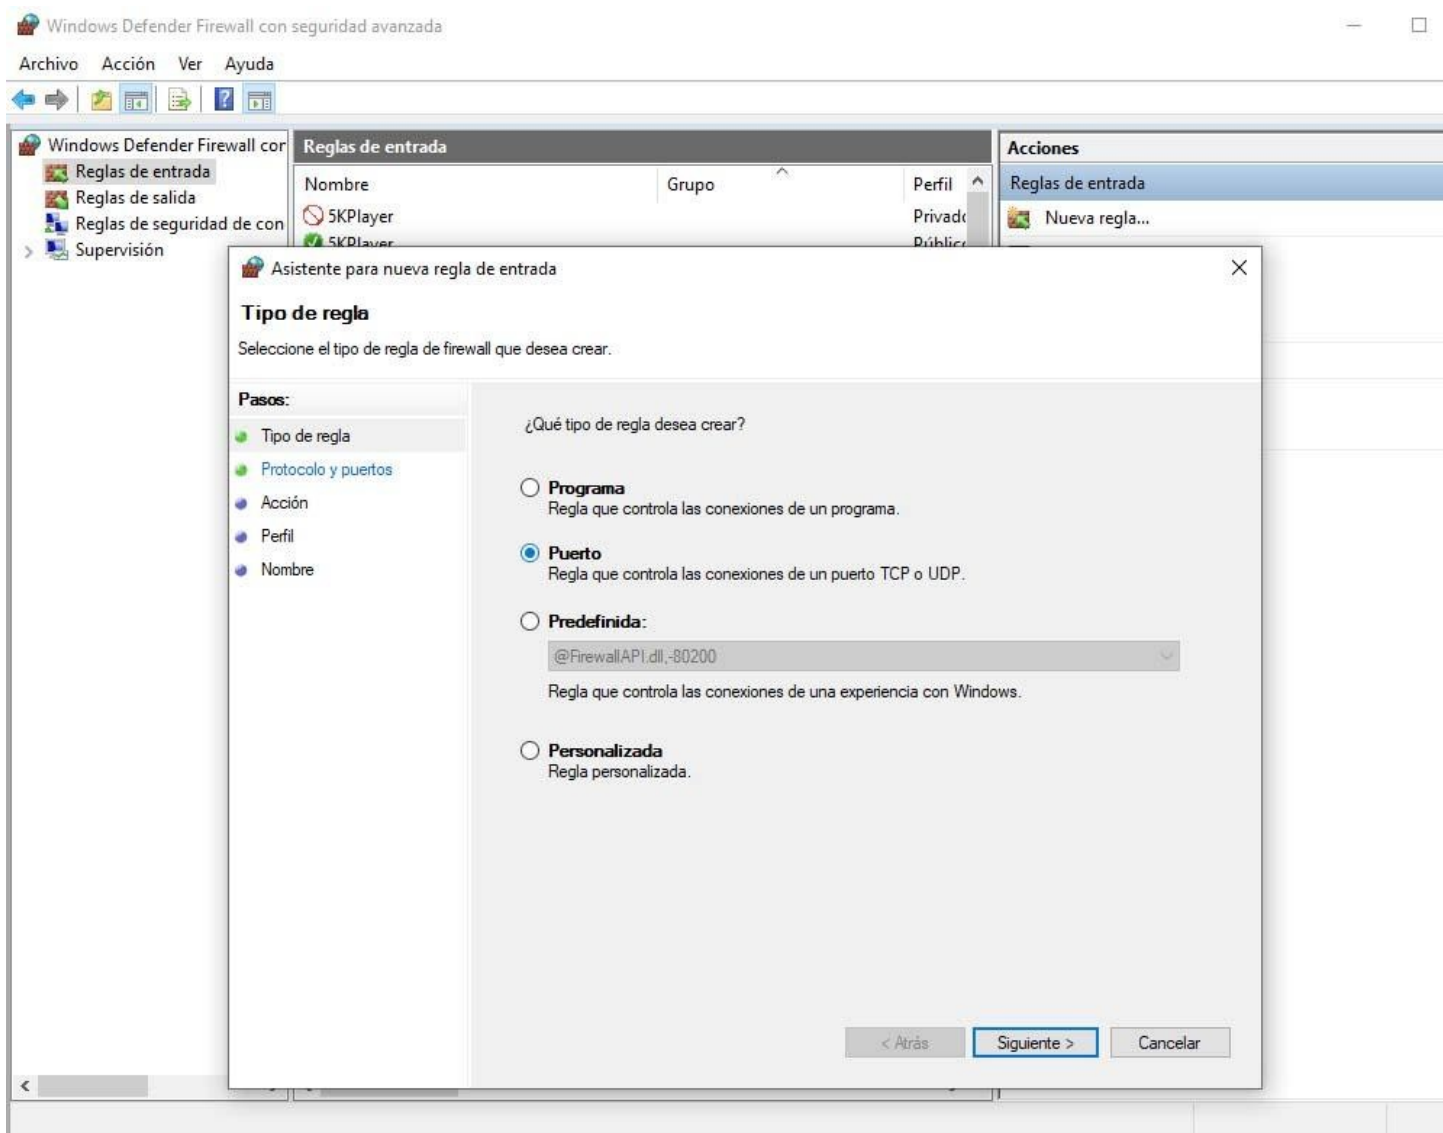 Windows Defender Firewall con seguridad avanzada
Archivo Acción Ver Ayuda
Windows Defender Firewall con
Reglas de entrada
Reglas de salida
Reglas de seguridad de con
Supervisión
Reglas de entrada
Nombre Grupo Perfil
5KPlayer Privado
5KPlayer Público
Acciones
Reglas de entrada
Nueva regla...
Asistente para nueva regla de entrada
Tipo de regla
Seleccione el tipo de regla de firewall que desea crear.
Pasos:
Tipo de regla
Protocolo y puertos
Acción
Perfil
Nombre
¿Qué tipo de regla desea crear?
Programa
Regla que controla las conexiones de un programa.
Puerto
Regla que controla las conexiones de un puerto TCP o UDP.
Predefinida:
@FirewallAPI.dll,-80200
Regla que controla las conexiones de una experiencia con Windows.
Personalizada
Regla personalizada.
< Atrás
Siguiente >
Cancelar